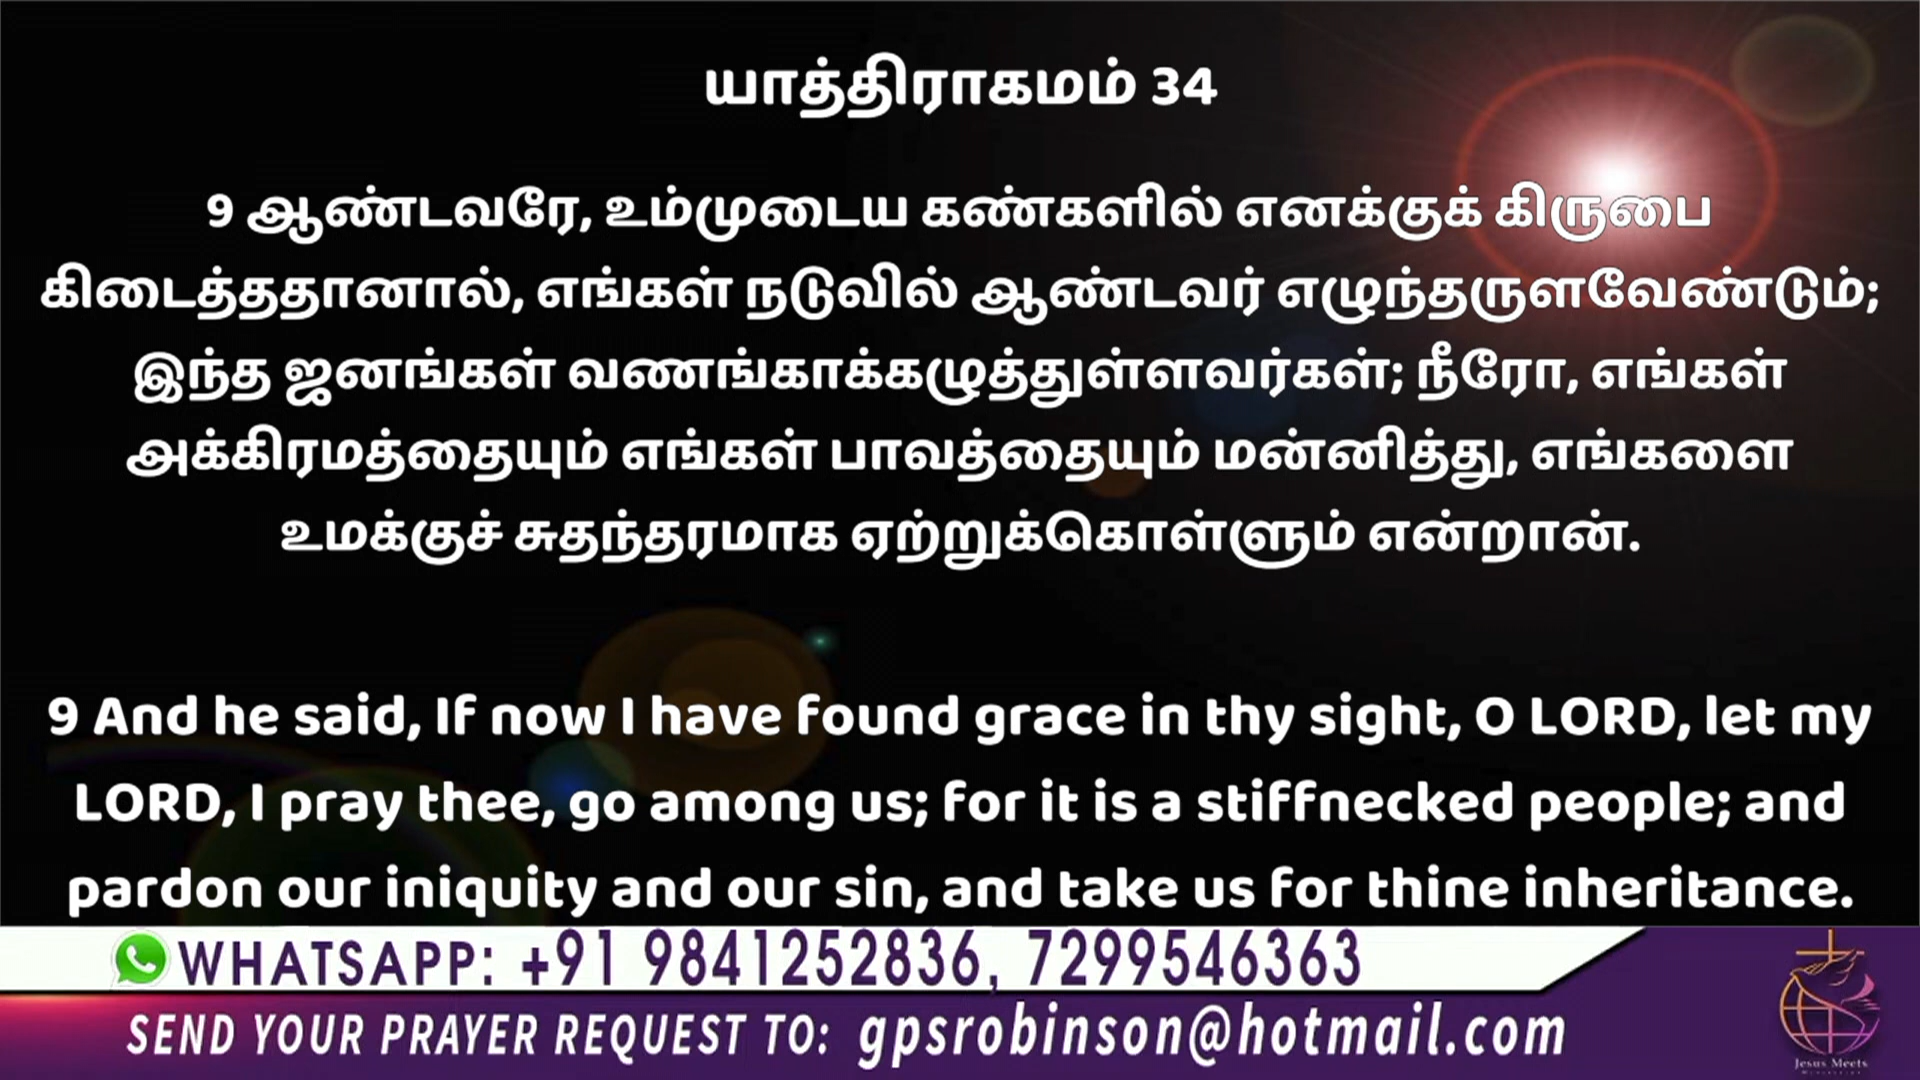 யாத்திராகமம் 34
9 ஆண்டவரே, உம்முடைய கண்களில் எனக்குக் கிருபை
கிடைத்ததானால், எங்கள் நடுவில் ஆண்டவர் எழுந்தருளவேண்டும்;
இந்த ஜனங்கள் வணங்காக்கழுத்துள்ளவர்கள்; நீரோ, எங்கள்
அக்கிரமத்தையும் எங்கள் பாவத்தையும் மன்னித்து, எங்களை
உமக்குச் சுதந்தரமாக ஏற்றுக்கொள்ளும் என்றான்.
9 And he said, If now I have found grace in thy sight, O LORD, let my
LORD, I pray thee, go among us; for it is a stiffnecked people; and
pardon our iniquity and our sin, and take us for thine inheritance.
WHATSAPP: +91 9841252836, 7299546363
SEND YOUR PRAYER REQUEST TO: gpsrobinson@hotmail.com
Jesus Meets